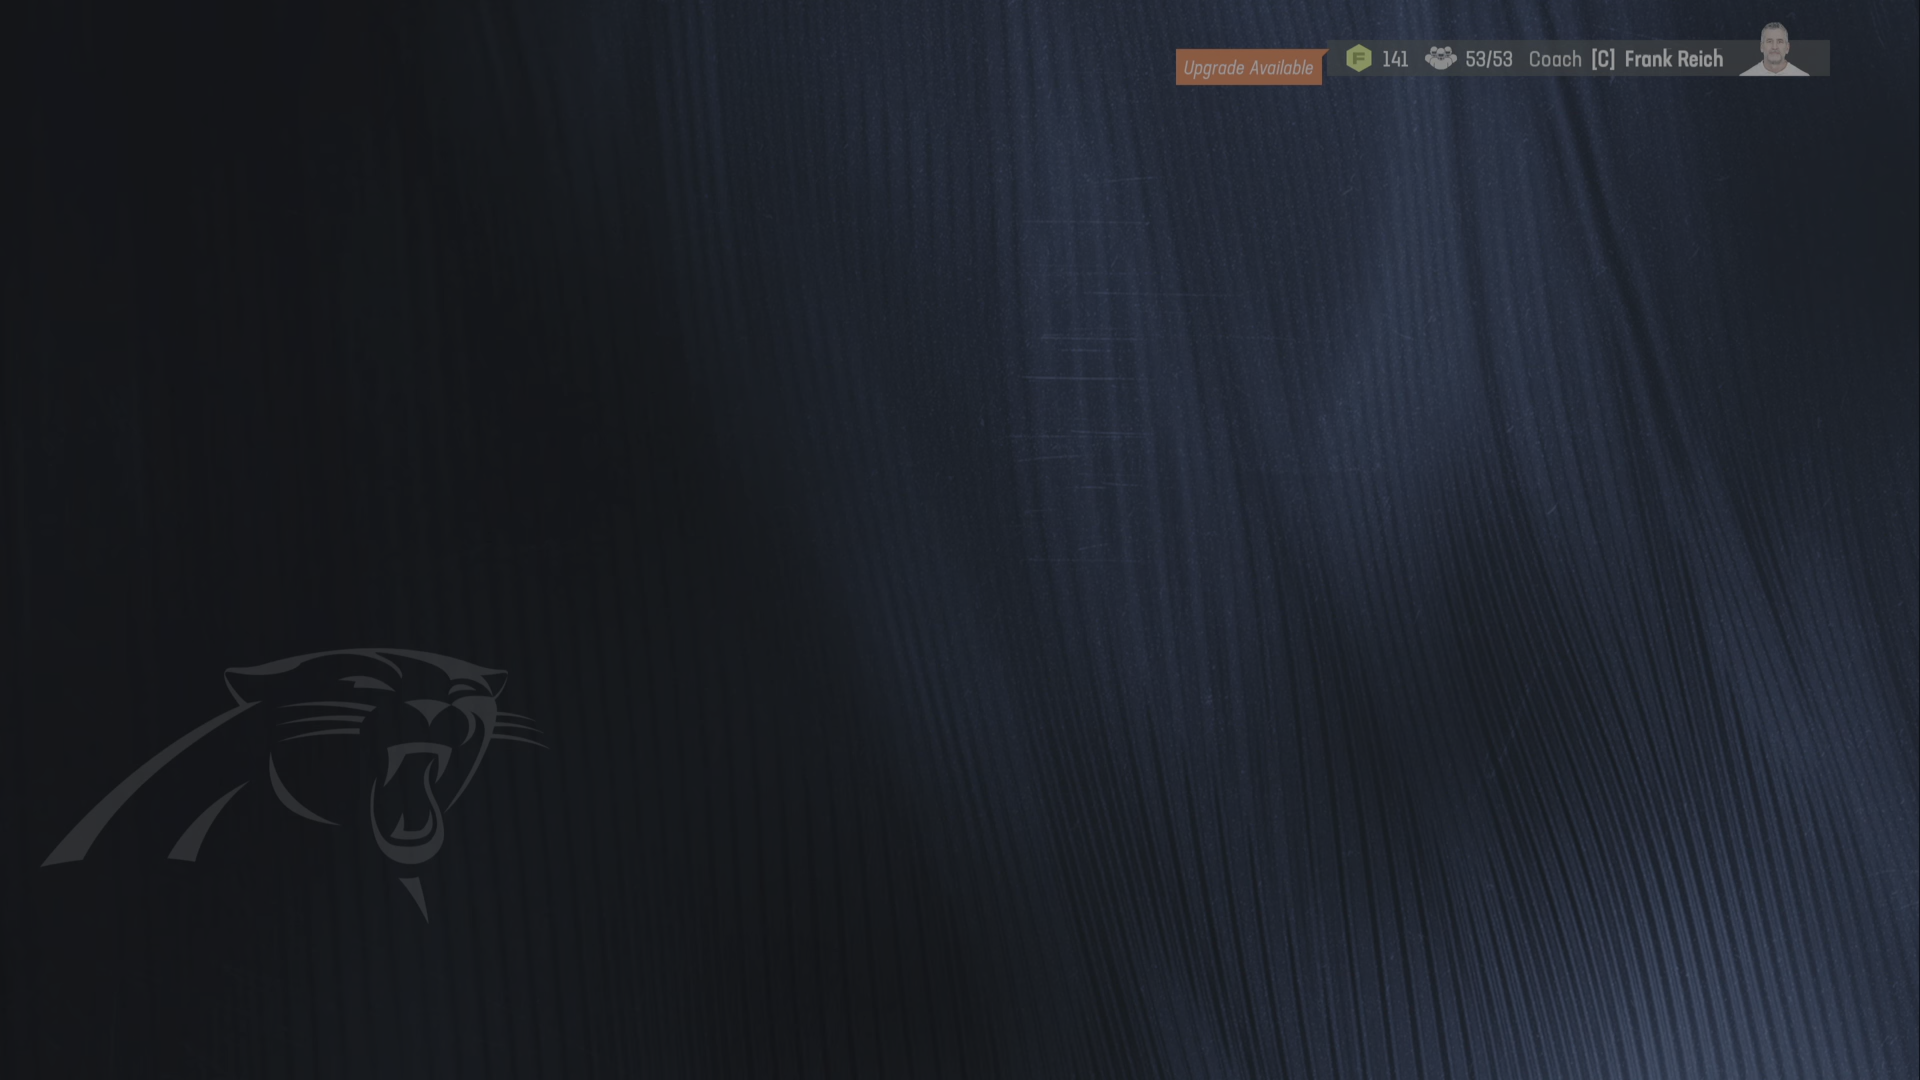 Upgrade Available
F 141 53/53 Coach [C] Frank Reich